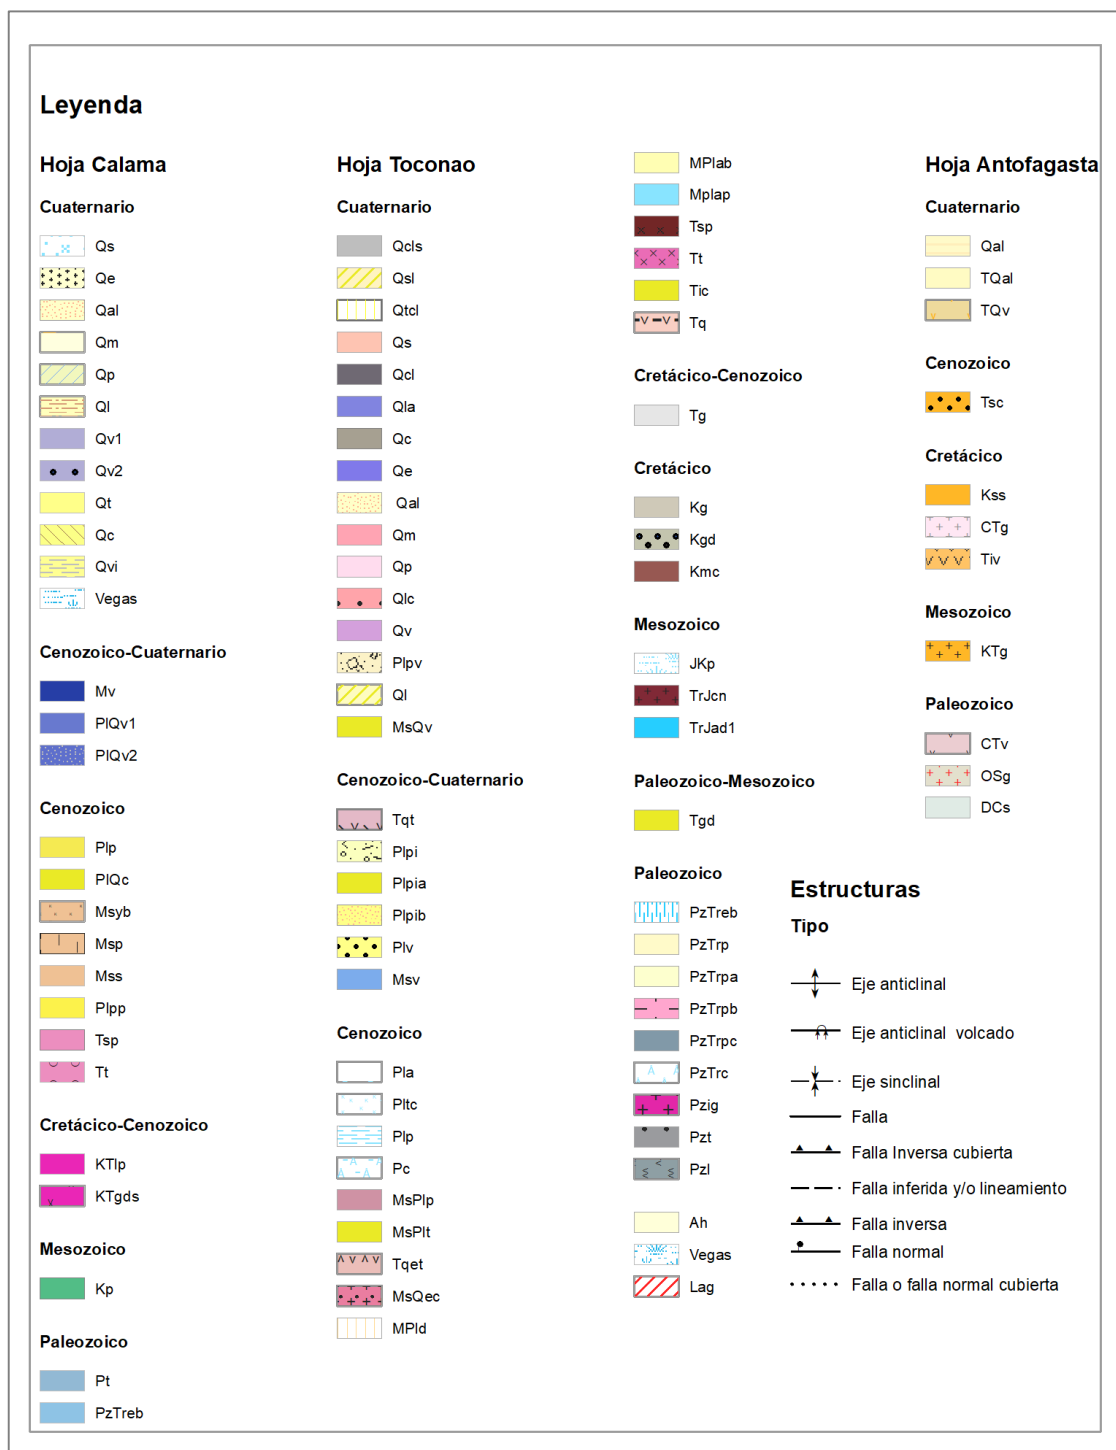 Leyenda
Hoja Calama
Cuaternario
Qs
Qe
Qal
Qm
Qp
Ql
Qv1
Qv2
Qt
Qc
Qvi
Vegas
Cenozoico-Cuaternario
Mv
PlQv1
PlQv2
Cenozoico
Plp
PlQc
Msyb
Msp
Mss
Plpp
Tsp
Tt
Cretácico-Cenozoico
KTlp
KTgds
Mesozoico
Kp
Paleozoico
Pt
PzTreb
Hoja Toconao
Cuaternario
Qcls
Qsl
Qtcl
Qs
Qcl
Qla
Qc
Qe
Qal
Qm
Qp
Qlc
Qv
Plpv
Ql
MsQv
Cenozoico-Cuaternario
Tqt
Plpi
Plpia
Plpib
Plv
Msv
Cenozoico
Pla
Pltc
Plp
Pc
MsPlp
MsPlt
Tqet
MsQec
MPld
MPlab
Mplap
Tsp
Tt
Tic
Tq
Cretácico-Cenozoico
Tg
Cretácico
Kg
Kgd
Kmc
Mesozoico
JKp
TrJcn
TrJad1
Paleozoico-Mesozoico
Tgd
Paleozoico
PzTreb
PzTrp
PzTrpa
PzTrpb
PzTrpc
PzTrc
Pzig
Pzt
Pzl
Ah
Vegas
Lag
Hoja Antofagasta
Cuaternario
Qal
TQal
TQv
Cenozoico
Tsc
Cretácico
Kss
CTg
Tiv
Mesozoico
KTg
Paleozoico
CTv
OSg
DCs
Estructuras
Tipo
Eje anticlinal
Eje anticlinal volcado
Eje sinclinal
Falla
Falla Inversa cubierta
Falla inferida y/o lineamiento
Falla inversa
Falla normal
Falla o falla normal cubierta